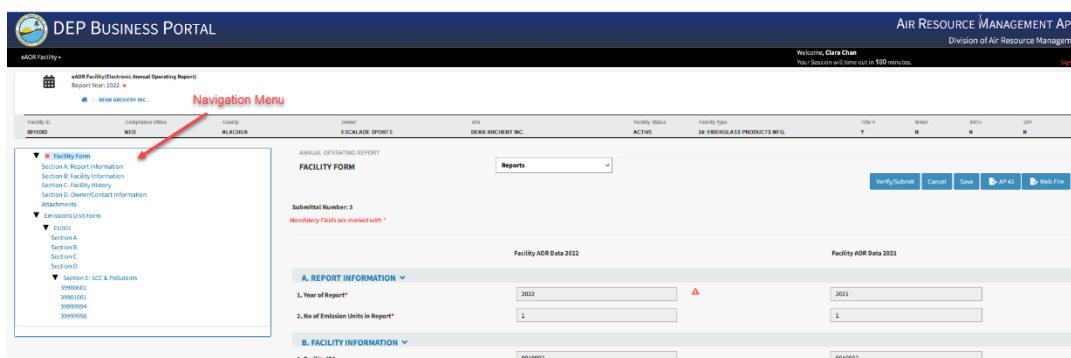 DEP BUSINESS PORTAL
AIR RESOURCE MANAGEMENT AP
Division of Air Resource Managem
eAOR Facility
Welcome, Clara Chan
Your Session will time out in 180 minutes.
Sig
eAOR Facility(Electronic Annual Operating Report)
Report Year: 2022
BEAR ARCHERY INC.
Navigation Menu
Facility ID Compliance Office County Owner Site Facility Status Facility Type Title V
0010002 NED ALACHUA ESCALADE SPORTS BEAR ARCHERY INC. ACTIVE 28: FIBERGLASS PRODUCTS MFG. Y N N N
Facility Form
Section A: Report Information
Section B: Facility Information
Section C: Facility History
Section D: Owner/Contact Information
Attachments
Emissions Unit Form
EU001
Section A
Section B
Section C
Section D
Section E: SCC & Pollutants
39900601
39901001
39999994
39999998
ANNUAL OPERATING REPORT
FACILITY FORM
Reports
Verify/Submit Cancel Save AP 42 Web Fire
Submittal Number: 3
Mandatory Fields are marked with *
Facility AOR Data 2022 Facility AOR Data 2021
A. REPORT INFORMATION
1. Year of Report* 2022 2021
2. No of Emission Units in Report* 1 1
B. FACILITY INFORMATION